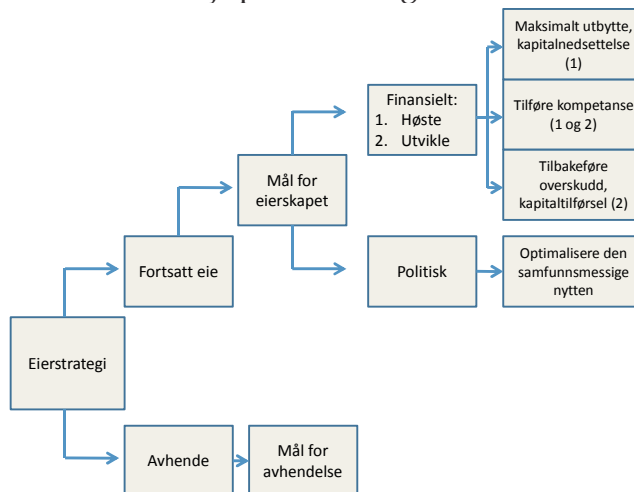 Maksimalt utbytte,
kapitalnedsettelse
(1)
Finansielt:
1. Høste
2. Utvikle
Tilføre kompetanse
(1 og 2)
Mål for
eierskapet
Tilbakeføre
overskudd,
kapitaltilførsel (2)
Fortsatt eie
Politisk
Optimalisere den
samfunnsmessige
nytten
Eierstrategi
Avhende
Mål for
avhendelse